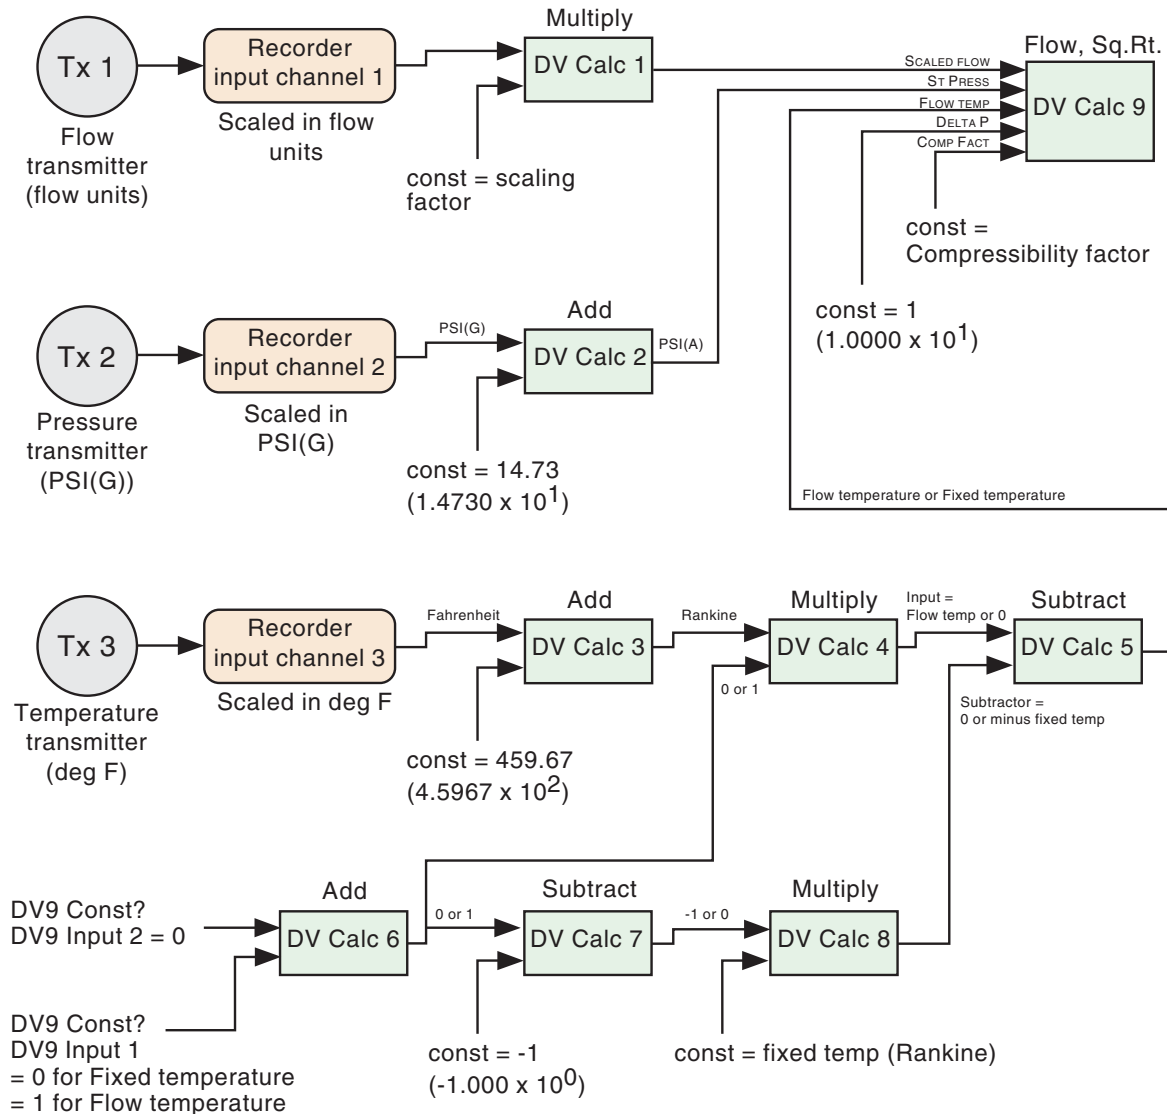 Multiply
Tx 1
Recorder
input channel 1
DV Calc 1
Flow, Sq.Rt.
SCALED FLOW
ST PRESS
FLOW TEMP
DELTA P
COMP FACT
DV Calc 9
Flow
transmitter
(flow units)
Scaled in flow
units
const = scaling
factor
const =
Compressibility factor
const = 1
(1.0000 x 10¹)
Add
Tx 2
Recorder
input channel 2
PSI(G)
DV Calc 2
PSI(A)
Pressure
transmitter
(PSI(G))
Scaled in
PSI(G)
const = 14.73
(1.4730 x 10¹)
Flow temperature or Fixed temperature
Add
Multiply
Subtract
Tx 3
Recorder
input channel 3
Fahrenheit
DV Calc 3
Rankine
0 or 1
DV Calc 4
Input =
Flow temp or 0
DV Calc 5
Subtractor =
0 or minus fixed temp
Temperature
transmitter
(deg F)
Scaled in deg F
const = 459.67
(4.5967 x 10²)
Add
Subtract
Multiply
DV9 Const?
DV9 Input 2 = 0
DV Calc 6
0 or 1
DV Calc 7
-1 or 0
DV Calc 8
DV9 Const?
DV9 Input 1
= 0 for Fixed temperature
= 1 for Flow temperature
const = -1
(-1.000 x 10⁰)
const = fixed temp (Rankine)